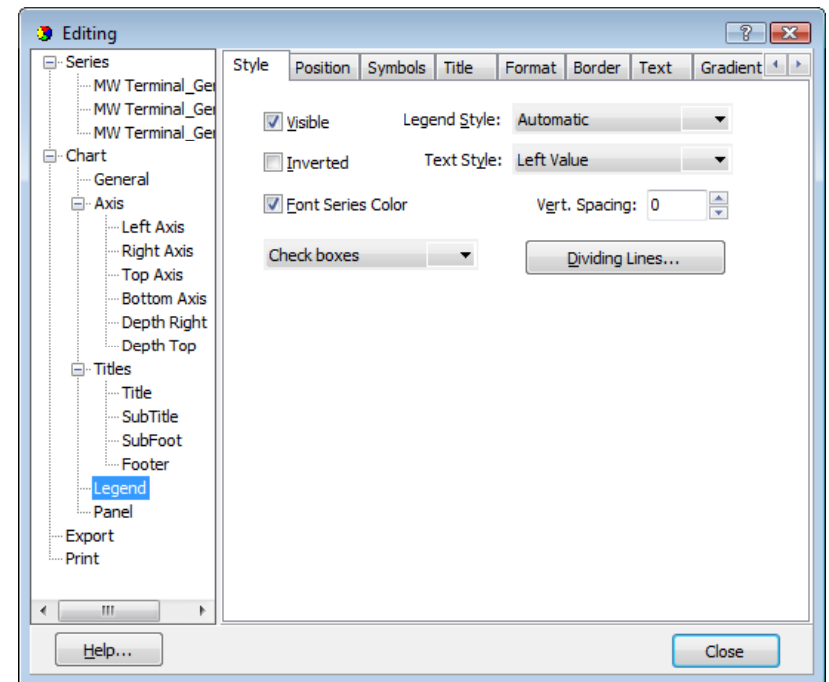 Editing
Series
MW Terminal_Ger
MW Terminal_Ger
MW Terminal_Ger
Chart
General
Axis
Left Axis
Right Axis
Top Axis
Bottom Axis
Depth Right
Depth Top
Titles
Title
SubTitle
SubFoot
Footer
Legend
Panel
Export
Print
Style Position Symbols Title Format Border Text Gradient
Visible Legend Style: Automatic
Inverted Text Style: Left Value
Font Series Color Vert. Spacing: 0
Check boxes Dividing Lines...
Help... Close